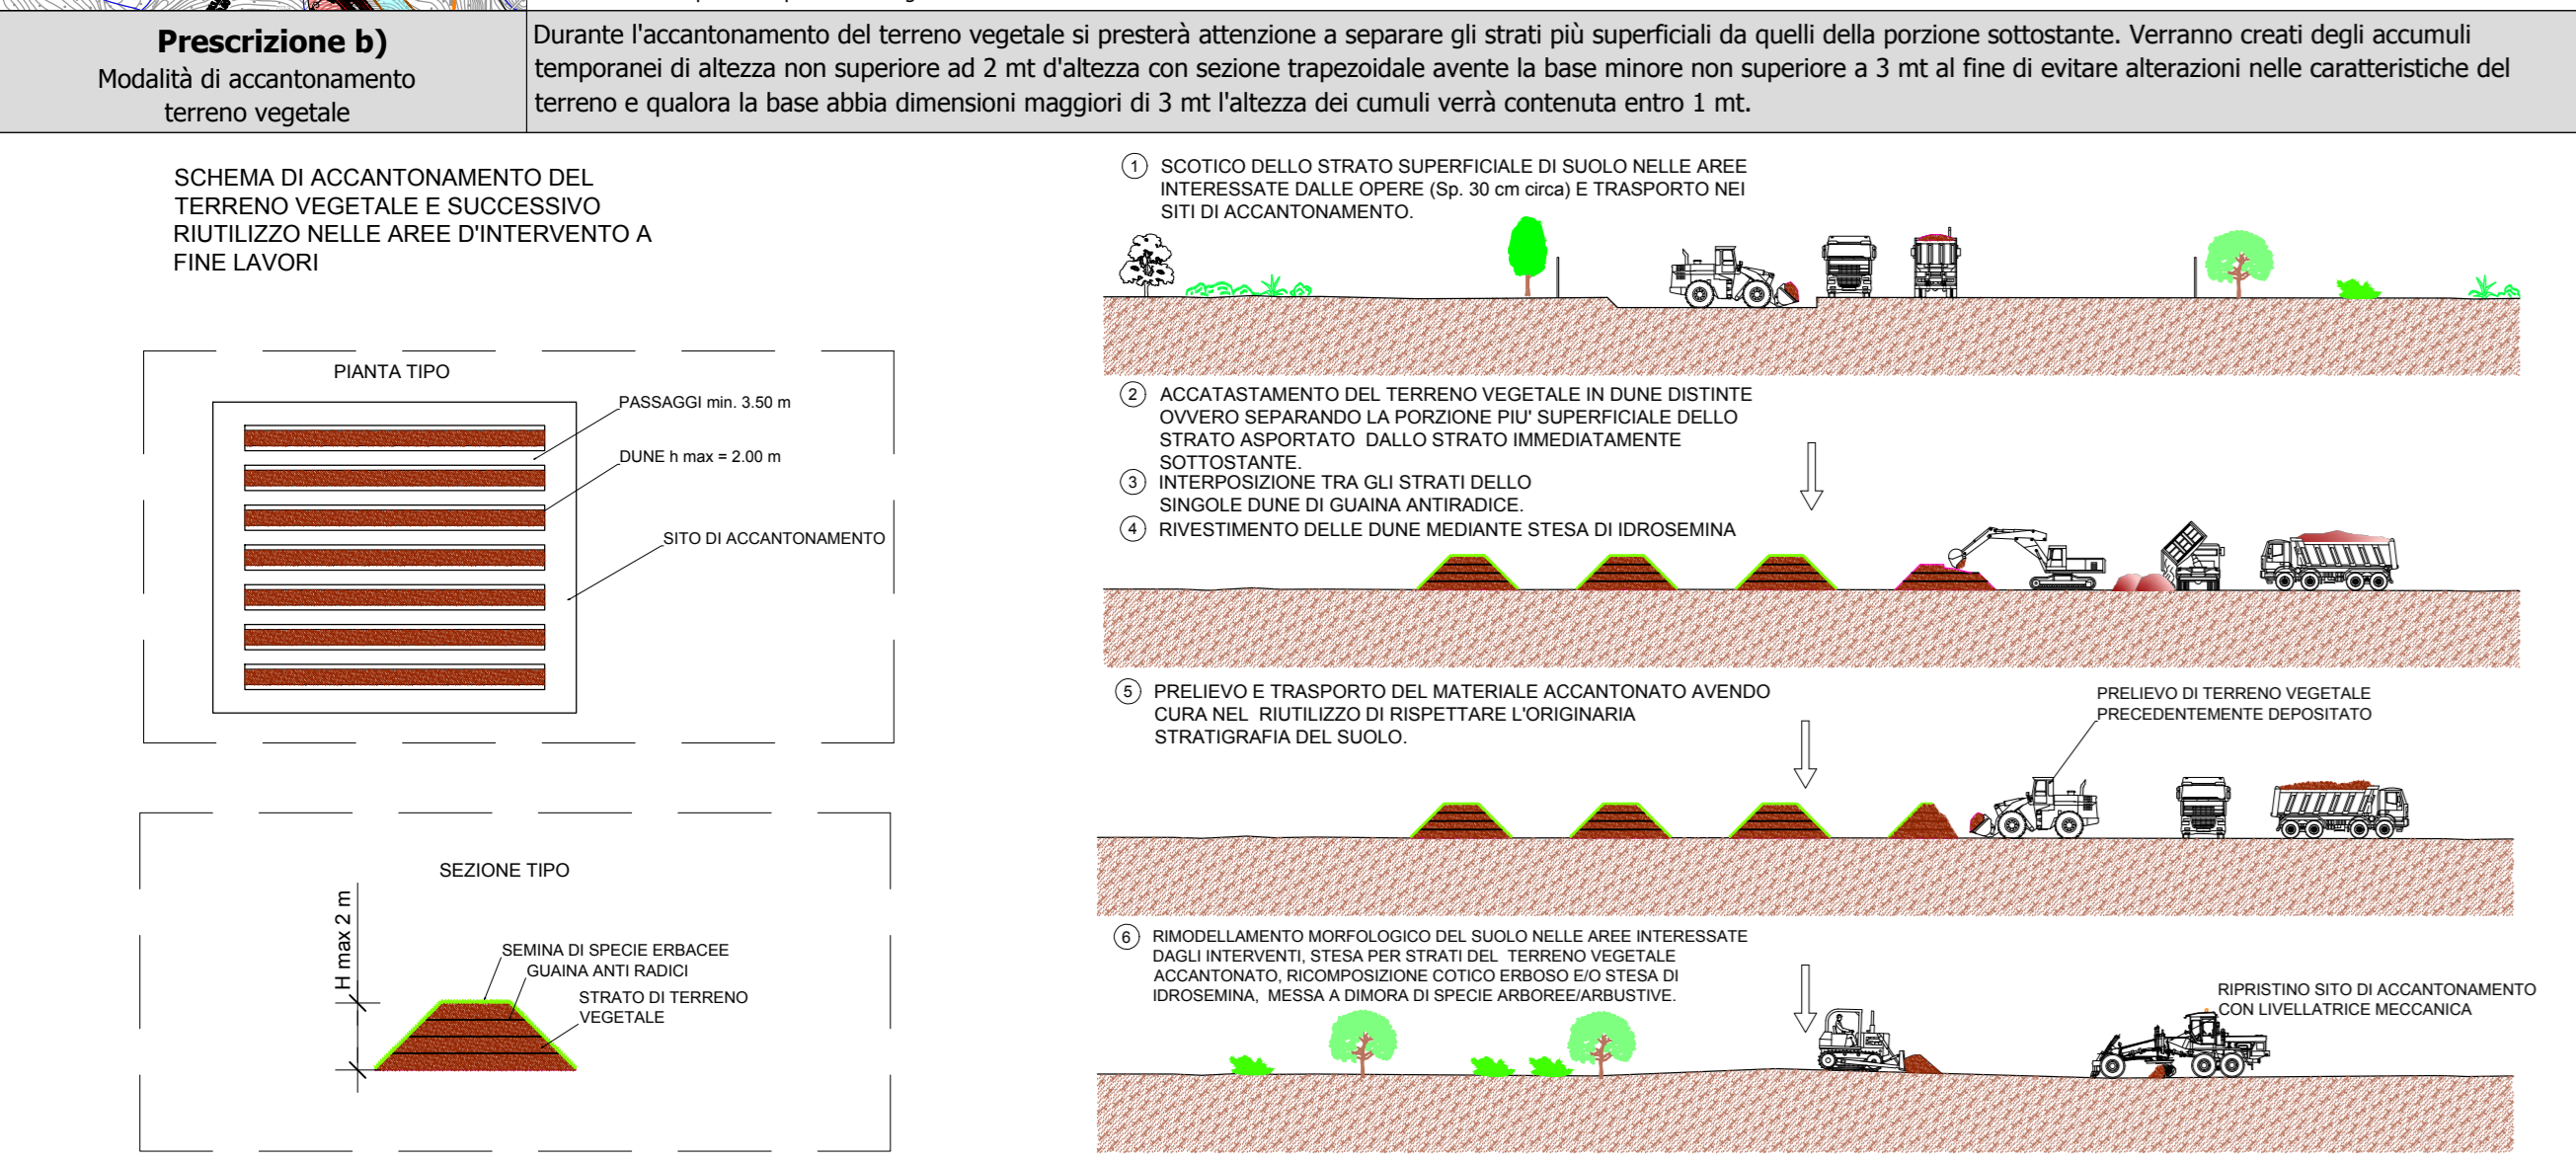 Prescrizione b)
Modalità di accantonamento
terreno vegetale
Durante l'accantonamento del terreno vegetale si presterà attenzione a separare gli strati più superficiali da quelli della porzione sottostante. Verranno creati degli accumuli
temporanei di altezza non superiore ad 2 mt d'altezza con sezione trapezoidale avente la base minore non superiore a 3 mt al fine di evitare alterazioni nelle caratteristiche del
terreno e qualora la base abbia dimensioni maggiori di 3 mt l'altezza dei cumuli verrà contenuta entro 1 mt.
SCHEMA DI ACCANTONAMENTO DEL
TERRENO VEGETALE E SUCCESSIVO
RIUTILIZZO NELLE AREE D'INTERVENTO A
FINE LAVORI
PIANTA TIPO
PASSAGGI min. 3.50 m
DUNE h max = 2.00 m
SITO DI ACCANTONAMENTO
SEZIONE TIPO
H max 2 m
SEMINA DI SPECIE ERBACEE
GUAINA ANTI RADICI
STRATO DI TERRENO
VEGETALE
1 SCOTICO DELLO STRATO SUPERFICIALE DI SUOLO NELLE AREE
INTERESSATE DALLE OPERE (Sp. 30 cm circa) E TRASPORTO NEI
SITI DI ACCANTONAMENTO.
2 ACCATASTAMENTO DEL TERRENO VEGETALE IN DUNE DISTINTE
OVVERO SEPARANDO LA PORZIONE PIU' SUPERFICIALE DELLO
STRATO ASPORTATO DALLO STRATO IMMEDIATAMENTE
SOTTOSTANTE.
3 INTERPOSIZIONE TRA GLI STRATI DELLO
SINGOLE DUNE DI GUAINA ANTIRADICE.
4 RIVESTIMENTO DELLE DUNE MEDIANTE STESA DI IDROSEMINA
5 PRELIEVO E TRASPORTO DEL MATERIALE ACCANTONATO AVENDO
CURA NEL RIUTILIZZO DI RISPETTARE L'ORIGINARIA
STRATIGRAFIA DEL SUOLO.
PRELIEVO DI TERRENO VEGETALE
PRECEDENTEMENTE DEPOSITATO
6 RIMODELLAMENTO MORFOLOGICO DEL SUOLO NELLE AREE INTERESSATE
DAGLI INTERVENTI, STESA PER STRATI DEL TERRENO VEGETALE
ACCANTONATO, RICOMPOSIZIONE COTICO ERBOSO E/O STESA DI
IDROSEMINA, MESSA A DIMORA DI SPECIE ARBOREE/ARBUSTIVE.
RIPRISTINO SITO DI ACCANTONAMENTO
CON LIVELLATRICE MECCANICA